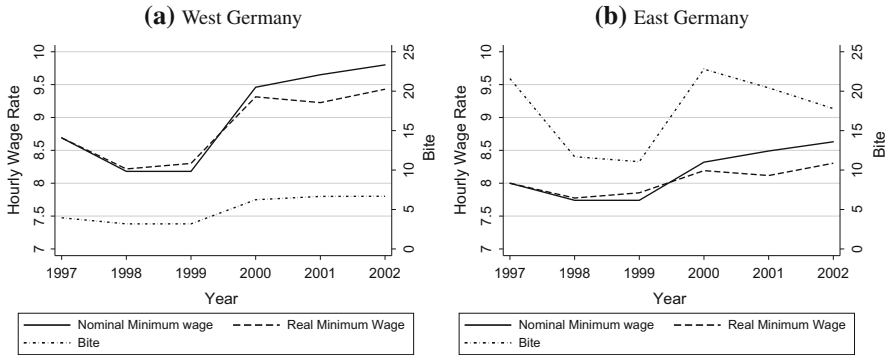 (a) West Germany
Hourly Wage Rate
10
9.5
9
8.5
8
7.5
7
25
20
15
10
5
0
Bite
1997 1998 1999 2000 2001 2002
Year
Nominal Minimum wage Real Minimum Wage
Bite
(b) East Germany
Hourly Wage Rate
10
9.5
9
8.5
8
7.5
7
25
20
15
10
5
0
Bite
1997 1998 1999 2000 2001 2002
Year
Nominal Minimum wage Real Minimum Wage
Bite